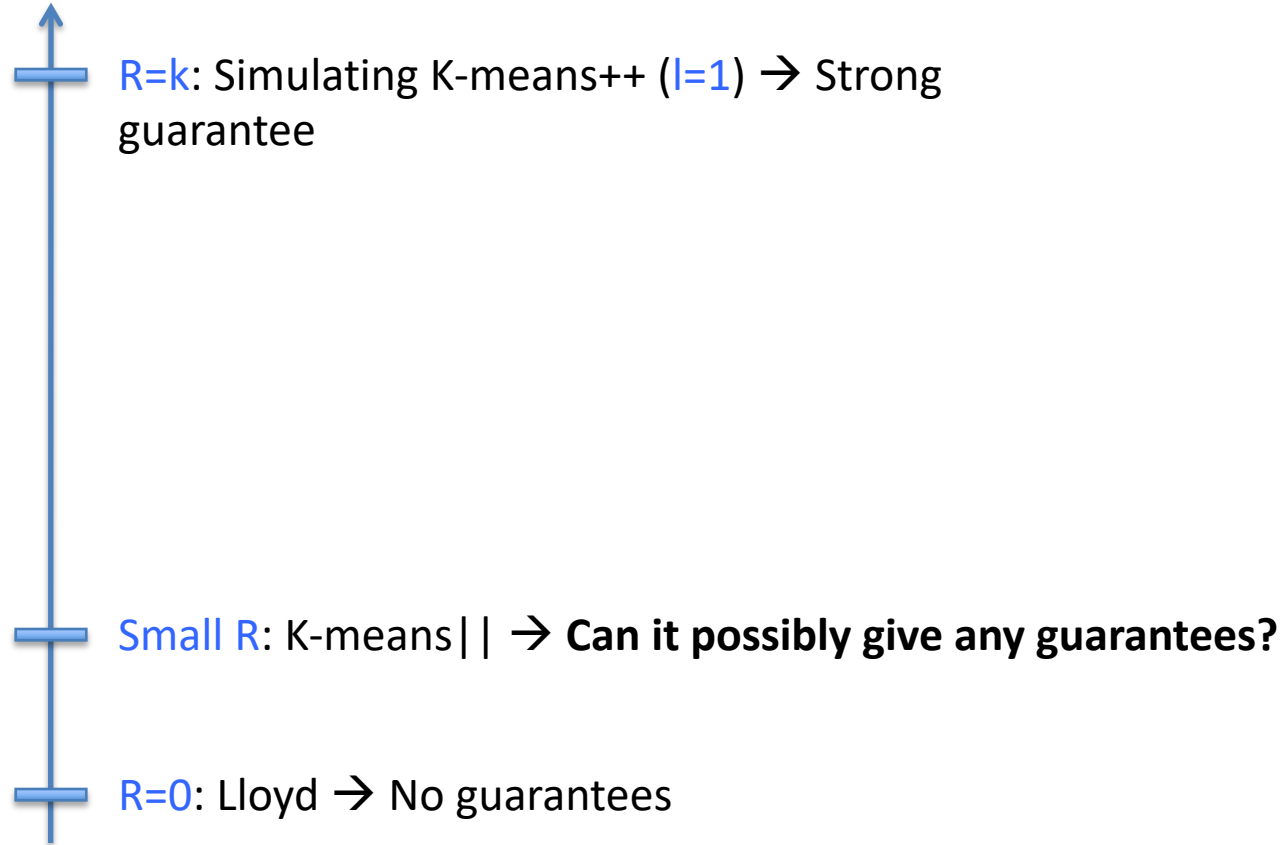 R=k: Simulating K-means++ (l=1) → Strong
guarantee
Small R: K-means|| → Can it possibly give any guarantees?
R=0: Lloyd → No guarantees